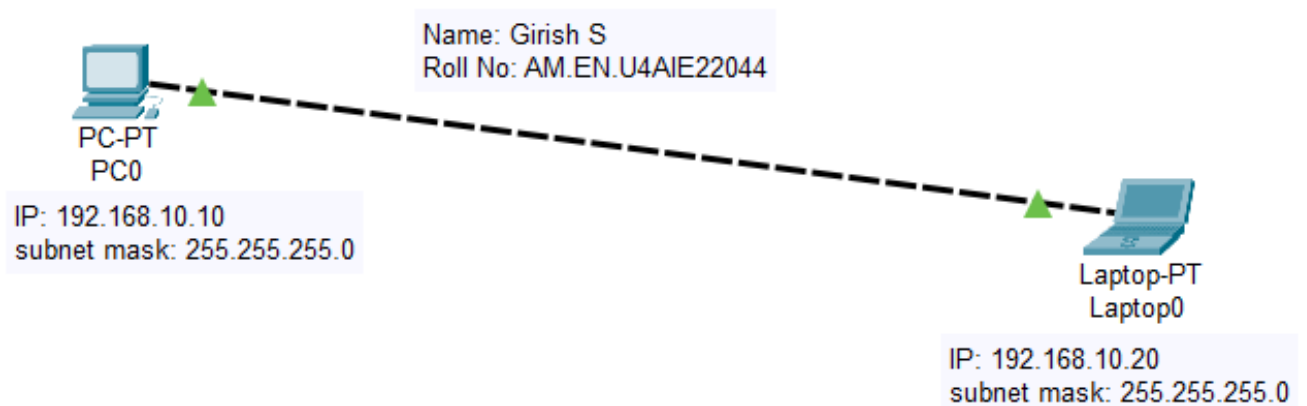 Name: Girish S
Roll No: AM.EN.U4AIE22044
PC-PT
PC0
IP: 192.168.10.10
subnet mask: 255.255.255.0
Laptop-PT
Laptop0
IP: 192.168.10.20
subnet mask: 255.255.255.0